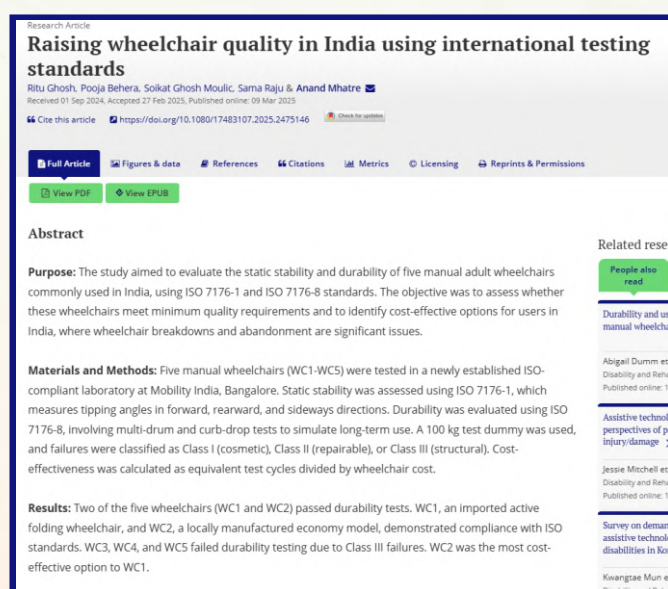 Research Article
Raising wheelchair quality in India using international testing
standards
Ritu Ghosh, Pooja Behera, Soikat Ghosh Moulic, Sama Raju & Anand Mhatre
Received 01 Sep 2024, Accepted 27 Feb 2025, Published online: 09 Mar 2025
Cite this article https://doi.org/10.1080/17483107.2025.2475146 Check for updates
Full Article Figures & data References Citations Metrics Licensing Reprints & Permissions
View PDF View EPUB
Abstract
Purpose: The study aimed to evaluate the static stability and durability of five manual adult wheelchairs
commonly used in India, using ISO 7176-1 and ISO 7176-8 standards. The objective was to assess whether
these wheelchairs meet minimum quality requirements and to identify cost-effective options for users in
India, where wheelchair breakdowns and abandonment are significant issues.
Materials and Methods: Five manual wheelchairs (WC1-WC5) were tested in a newly established ISO-
compliant laboratory at Mobility India, Bangalore. Static stability was assessed using ISO 7176-1, which
measures tipping angles in forward, rearward, and sideways directions. Durability was evaluated using ISO
7176-8, involving multi-drum and curb-drop tests to simulate long-term use. A 100 kg test dummy was used,
and failures were classified as Class I (cosmetic), Class II (repairable), or Class III (structural). Cost-
effectiveness was calculated as equivalent test cycles divided by wheelchair cost.
Results: Two of the five wheelchairs (WC1 and WC2) passed durability tests. WC1, an imported active
folding wheelchair, and WC2, a locally manufactured economy model, demonstrated compliance with ISO
standards. WC3, WC4, and WC5 failed durability testing due to Class III failures. WC2 was the most cost-
effective option to WC1.
Related rese
People also
read
Durability and us
manual wheelcha
Abigail Dumm et
Disability and Reha
Published online: 1
Assistive technol
perspectives of p
injury/damage
Jessie Mitchell et
Disability and Reha
Published online: 1
Survey on deman
assistive technolo
disabilities in Kor
Kwangtae Mun e